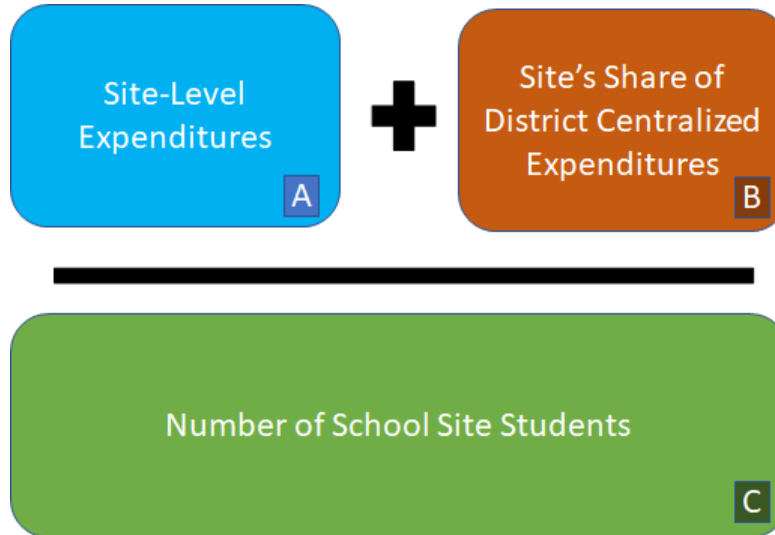 Site-Level
Expenditures
A
Site's Share of
District Centralized
Expenditures
B
Number of School Site Students
C